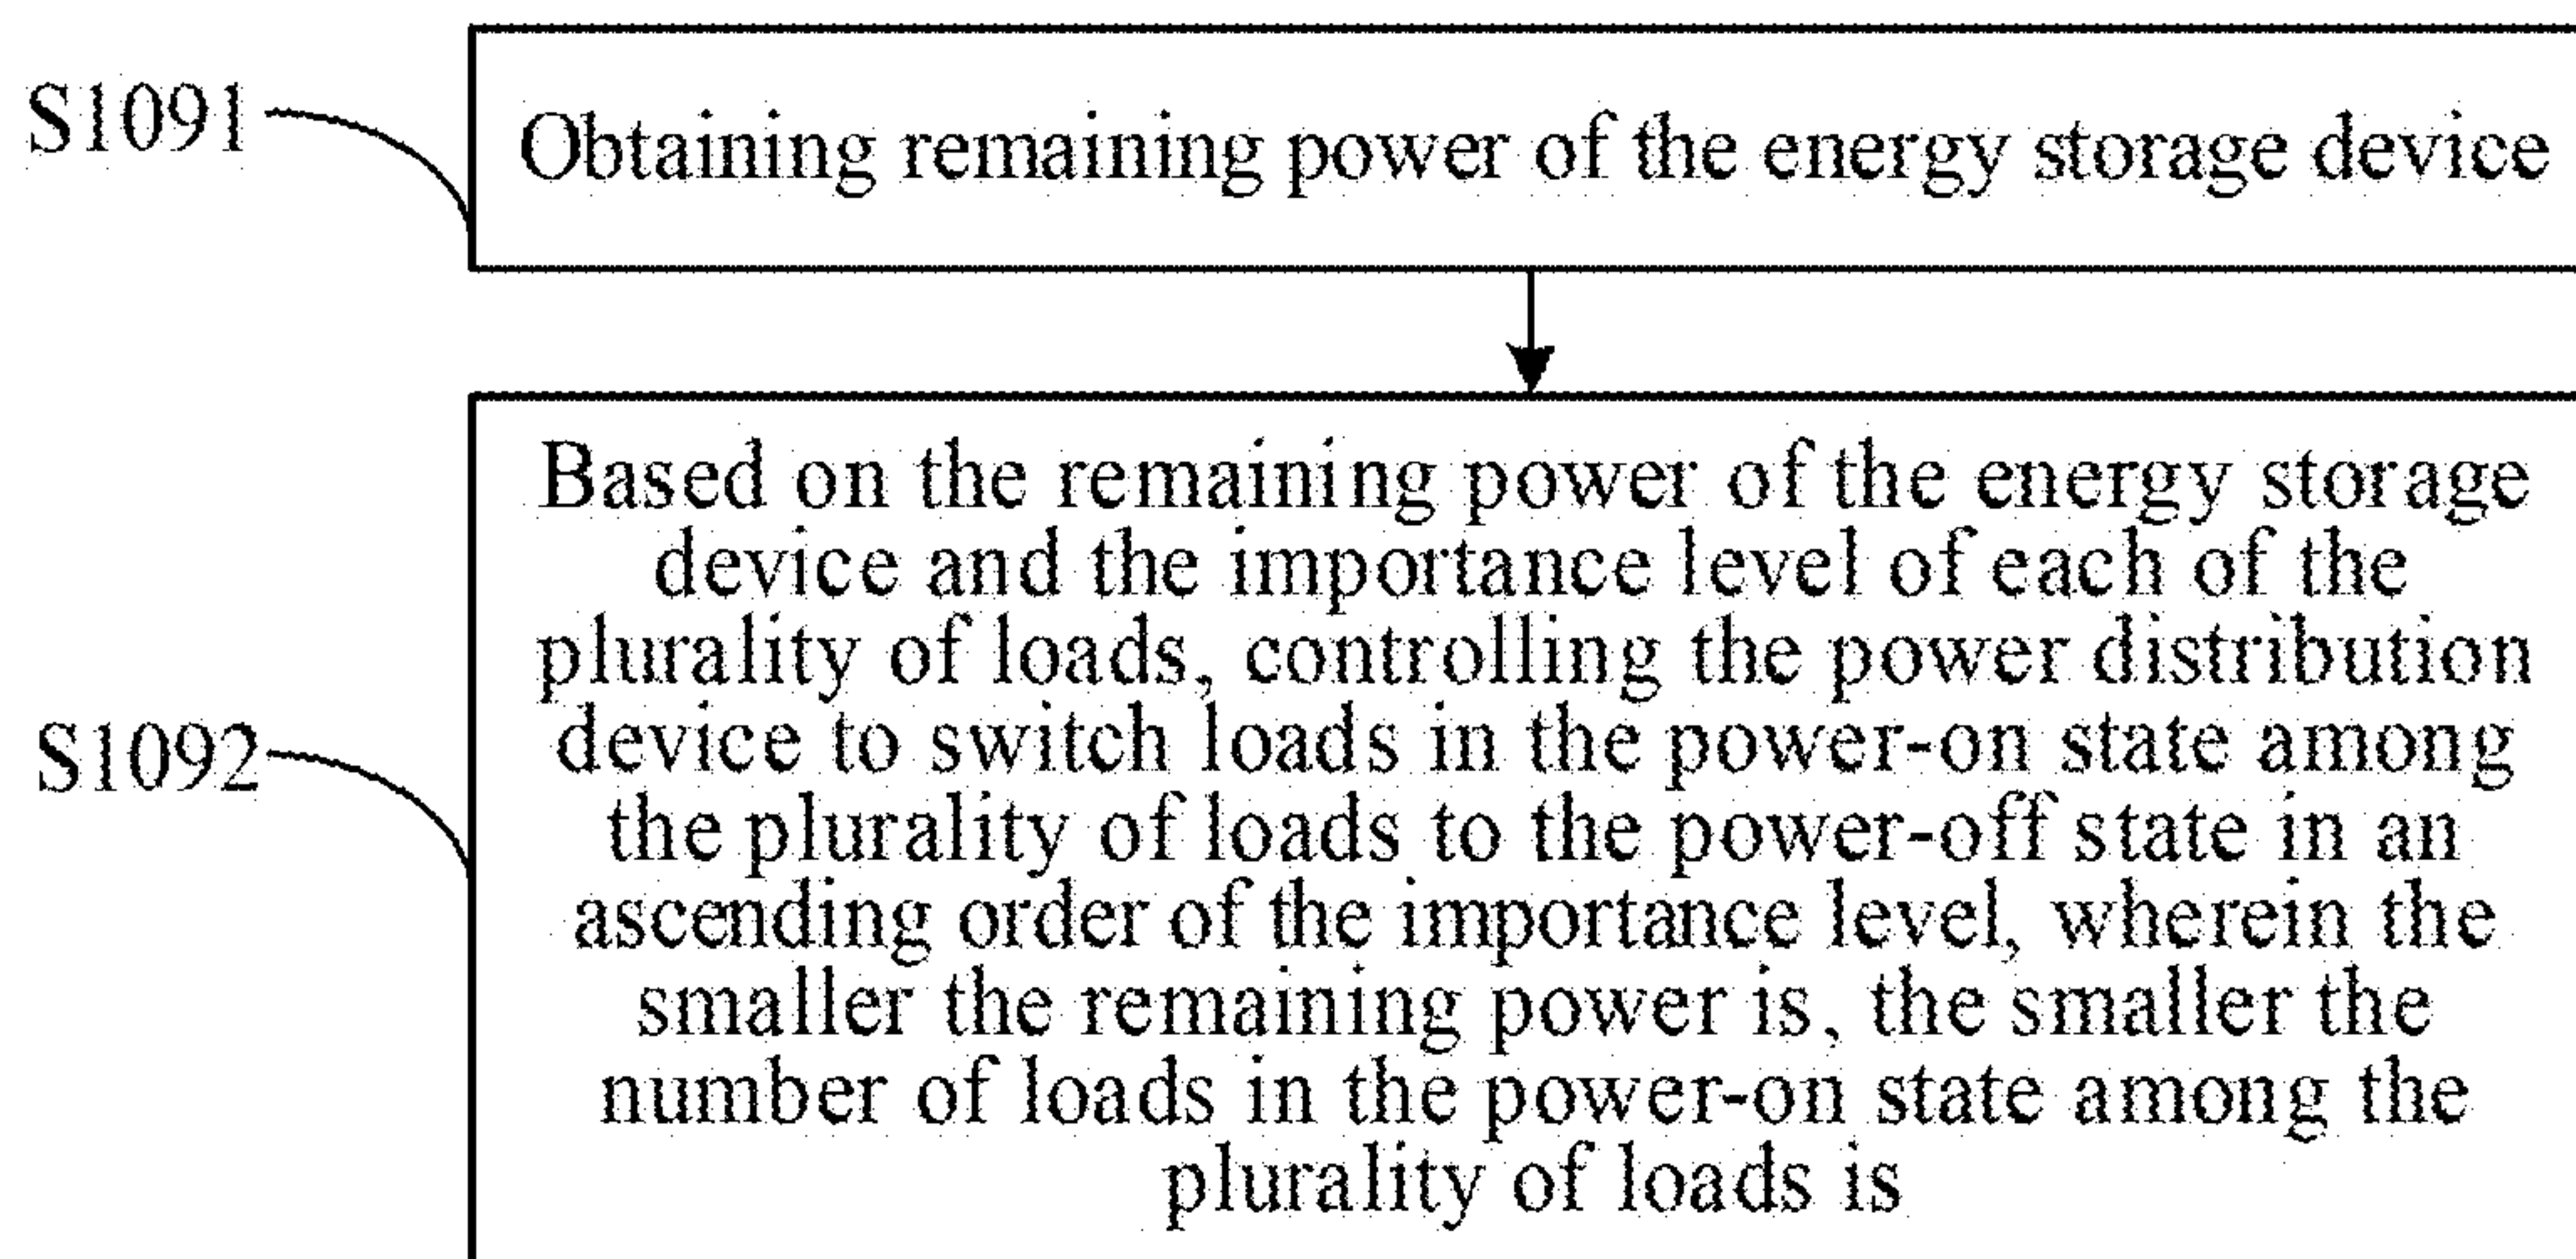 S1091
Obtaining remaining power of the energy storage device
S1092
Based on the remaining power of the energy storage
device and the importance level of each of the
plurality of loads, controlling the power distribution
device to switch loads in the power-on state among
the plurality of loads to the power-off state in an
ascending order of the importance level, wherein the
smaller the remaining power is, the smaller the
number of loads in the power-on state among the
plurality of loads is